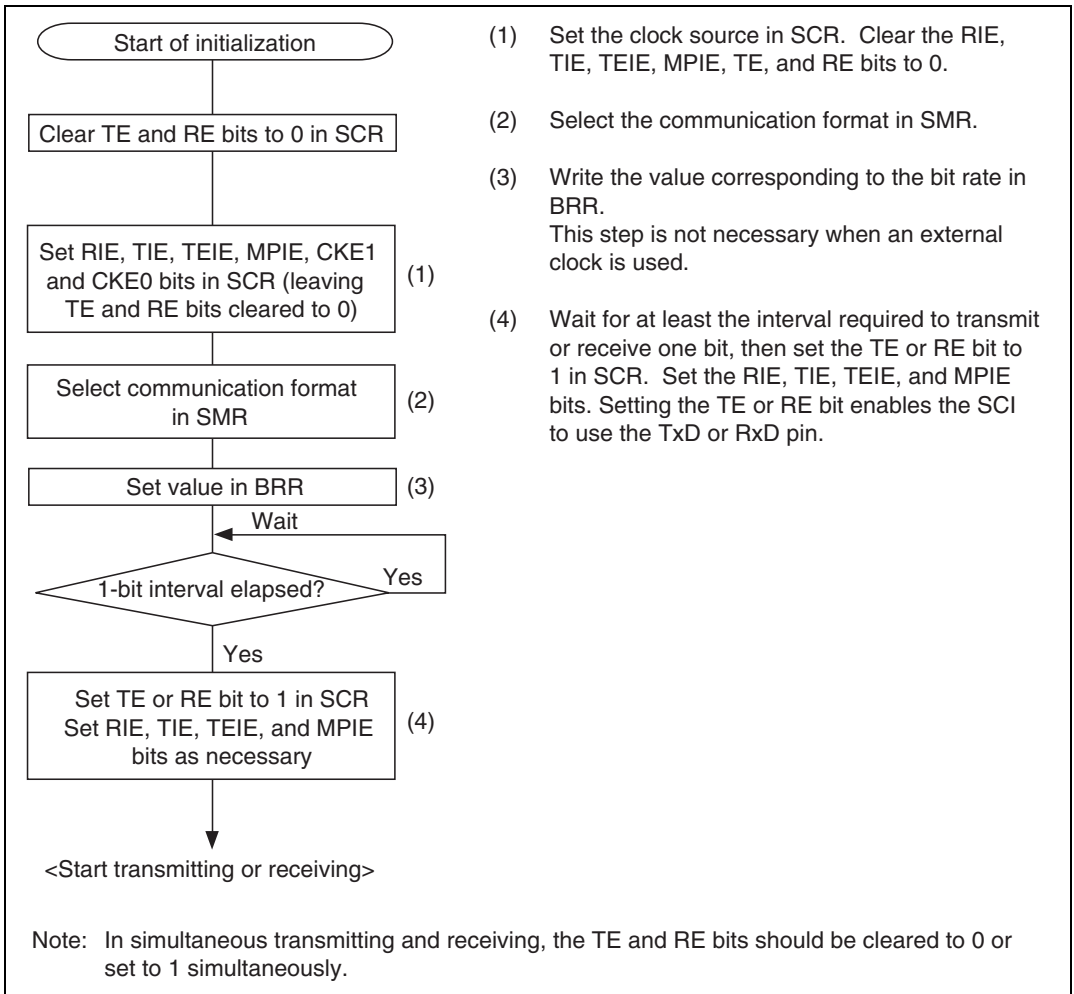 Start of initialization
Clear TE and RE bits to 0 in SCR
Set RIE, TIE, TEIE, MPIE, CKE1
and CKE0 bits in SCR (leaving
TE and RE bits cleared to 0)
(1)
Select communication format
in SMR
(2)
Set value in BRR
(3)
Wait
1-bit interval elapsed?
Yes
Yes
Set TE or RE bit to 1 in SCR
Set RIE, TIE, TEIE, and MPIE
bits as necessary
(4)
<Start transmitting or receiving>
(1) Set the clock source in SCR. Clear the RIE,
TIE, TEIE, MPIE, TE, and RE bits to 0.
(2) Select the communication format in SMR.
(3) Write the value corresponding to the bit rate in
BRR.
This step is not necessary when an external
clock is used.
(4) Wait for at least the interval required to transmit
or receive one bit, then set the TE or RE bit to
1 in SCR. Set the RIE, TIE, TEIE, and MPIE
bits. Setting the TE or RE bit enables the SCI
to use the TxD or RxD pin.
Note: In simultaneous transmitting and receiving, the TE and RE bits should be cleared to 0 or
set to 1 simultaneously.